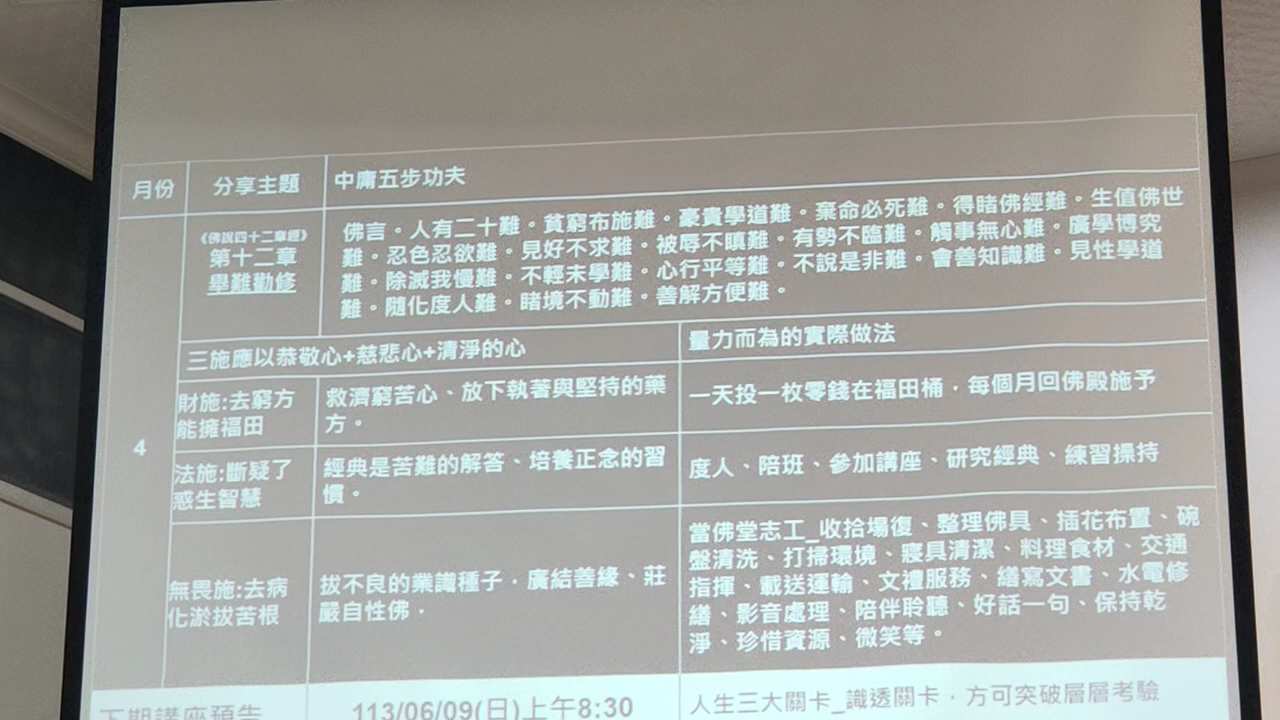 月份
分享主題
中庸五步功夫
4
《佛說四十二章經》
第十二章
舉難勸修
佛言。人有二十難。貧窮布施難。豪貴學道難。棄命必死難。得睹佛經難。生值佛世
難。忍色忍欲難。見好不求難。被辱不瞋難。有勢不臨難。觸事無心難。廣學博究
難。除滅我慢難。不輕末學難。心行平等難。不說是非難。會善知識難。見性學道
難。隨化度人難。睹境不動難。善解方便難。
三施應以恭敬心+慈悲心+清淨的心
量力而為的實際做法
財施:去窮方
能擁福田
救濟窮苦心、放下執著與堅持的藥
方。
一天投一枚零錢在福田桶．每個月回佛殿施予
法施:斷疑了
惑生智慧
經典是苦難的解答、培養正念的習
慣。
度人、陪班、參加講座、研究經典、練習操持
無畏施:去病
化淤拔苦根
拔不良的業識種子．廣結善緣、莊
嚴自性佛．
當佛堂志工_收拾場復、整理佛具、插花布置、碗
盤清洗、打掃環境、寢具清潔、料理食材、交通
指揮、載送運輸、文禮服務、繕寫文書、水電修
繕、影音處理、陪伴聆聽、好話一句、保持乾
淨、珍惜資源、微笑等。
下期講座預告
113/06/09(日)上午8:30
人生三大關卡_識透關卡．方可突破層層考驗